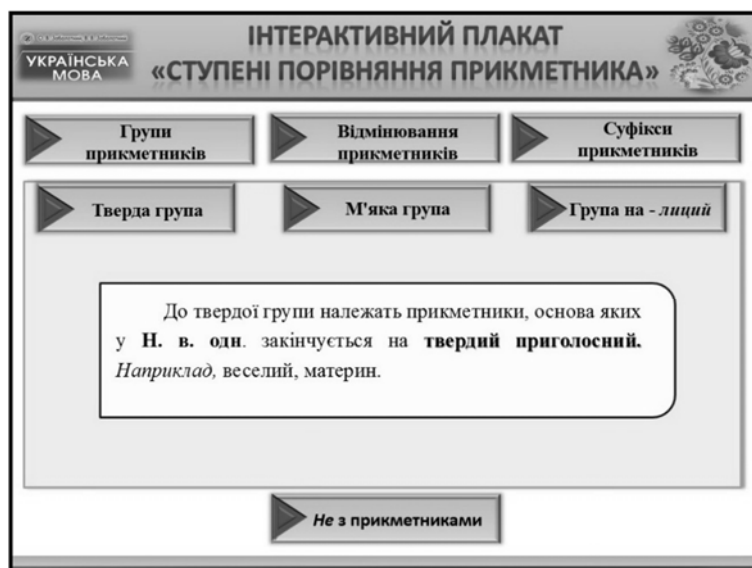 ІНТЕРАКТИВНИЙ ПЛАКАТ
УКРАЇНСЬКА
МОВА
«СТУПЕНІ ПОРІВНЯННЯ ПРИКМЕТНИКА»
Групи
прикметників
Відмінювання
прикметників
Суфікси
прикметників
Тверда група
М'яка група
Група на - лиций
До твердої групи належать прикметники, основа яких
у Н. в. одн. закінчується на твердий приголосний.
Наприклад, веселий, материн.
Не з прикметниками